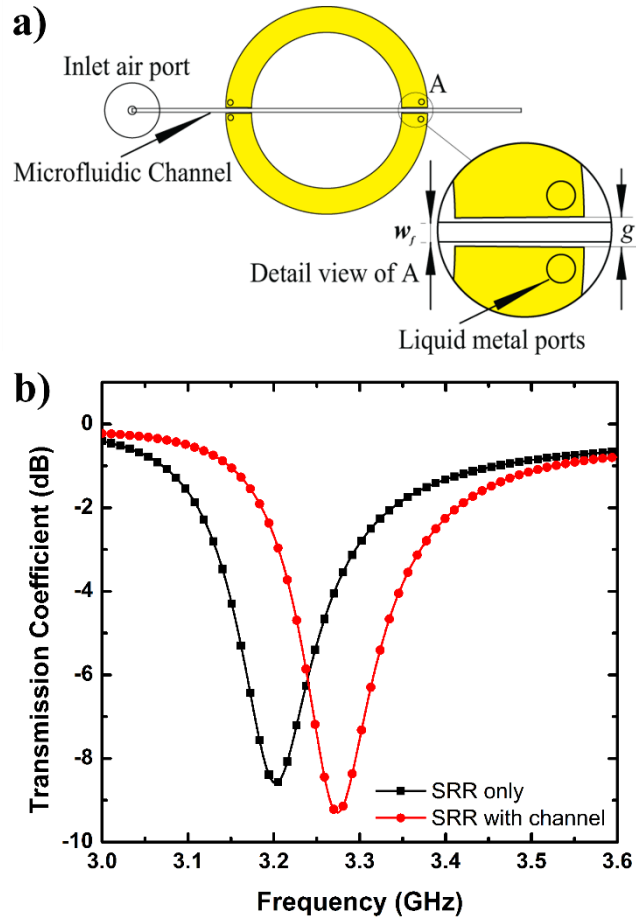 a)
Inlet air port
A
Microfluidic Channel
w_f
g
Detail view of A
Liquid metal ports
b)
Transmission Coefficient (dB)
0
-2
-4
-6
-8
-10
SRR only
SRR with channel
3.0 3.1 3.2 3.3 3.4 3.5 3.6
Frequency (GHz)